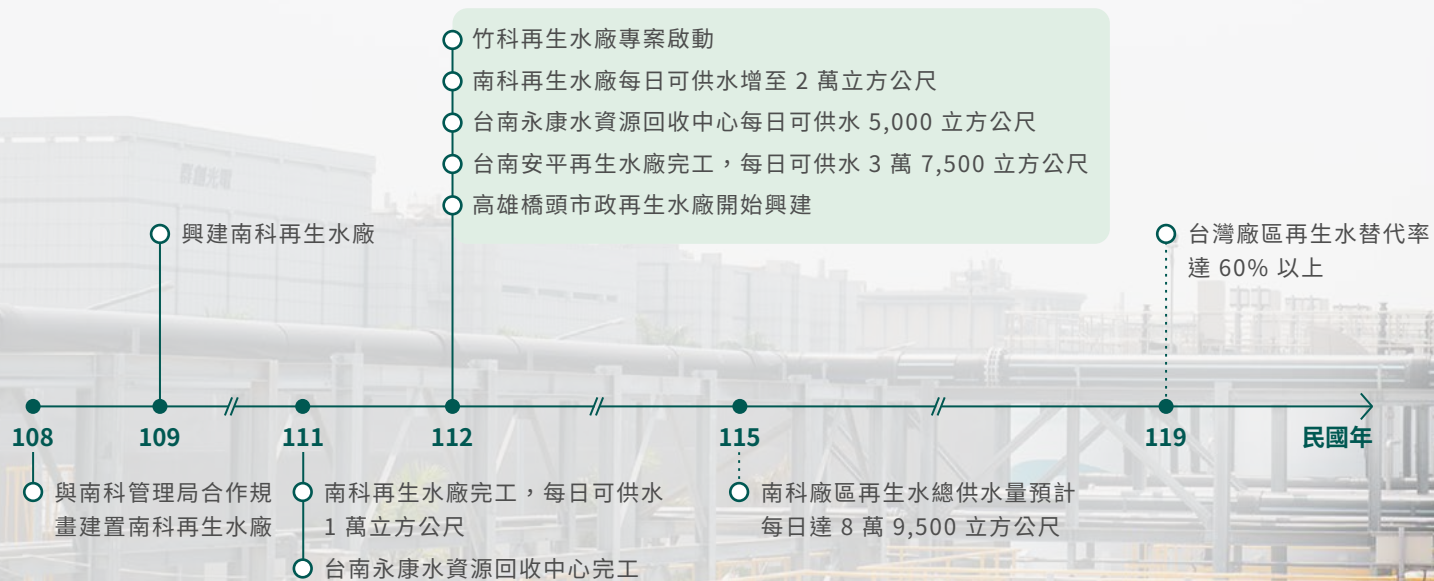 竹科再生水廠專案啟動
南科再生水廠每日可供水增至 2 萬立方公尺
台南永康水資源回收中心每日可供水 5,000 立方公尺
台南安平再生水廠完工，每日可供水 3 萬 7,500 立方公尺
高雄橋頭市政再生水廠開始興建
群創光電
興建南科再生水廠
台灣廠區再生水替代率
達 60% 以上
108
109
111
112
115
119
民國年
與南科管理局合作規
畫建置南科再生水廠
南科再生水廠完工，每日可供水
1 萬立方公尺
台南永康水資源回收中心完工
南科廠區再生水總供水量預計
每日達 8 萬 9,500 立方公尺